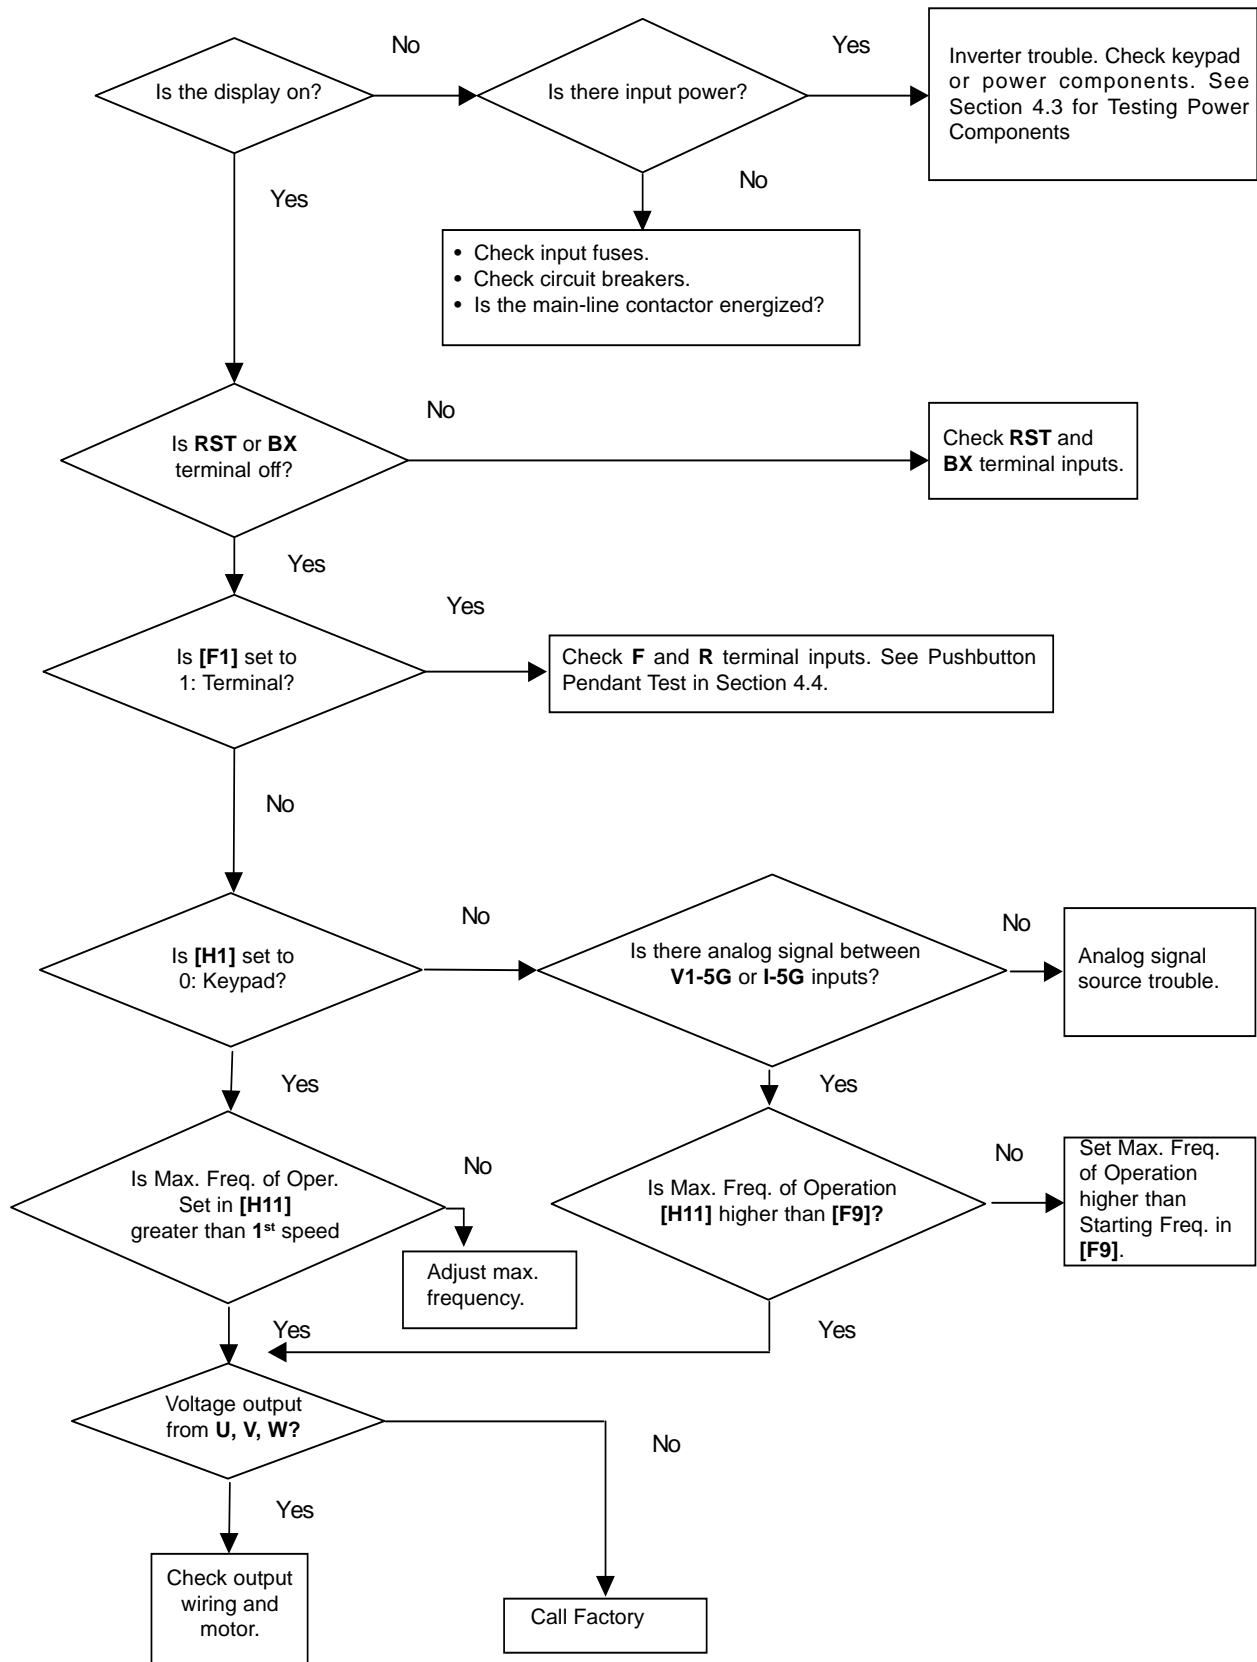 Is the display on?
No
Is there input power?
Yes
Inverter trouble. Check keypad
or power components. See
Section 4.3 for Testing Power
Components
Yes
No
• Check input fuses.
• Check circuit breakers.
• Is the main-line contactor energized?
Is RST or BX
terminal off?
No
Check RST and
BX terminal inputs.
Yes
Is [F1] set to
1: Terminal?
Yes
Check F and R terminal inputs. See Pushbutton
Pendant Test in Section 4.4.
No
Is [H1] set to
0: Keypad?
No
Is there analog signal between
V1-5G or I-5G inputs?
No
Analog signal
source trouble.
Yes
Yes
Is Max. Freq. of Oper.
Set in [H11]
greater than 1st speed
No
Adjust max.
frequency.
Is Max. Freq. of Operation
[H11] higher than [F9]?
No
Set Max. Freq.
of Operation
higher than
Starting Freq. in
[F9].
Yes
Yes
Voltage output
from U, V, W?
No
Yes
Check output
wiring and
motor.
Call Factory